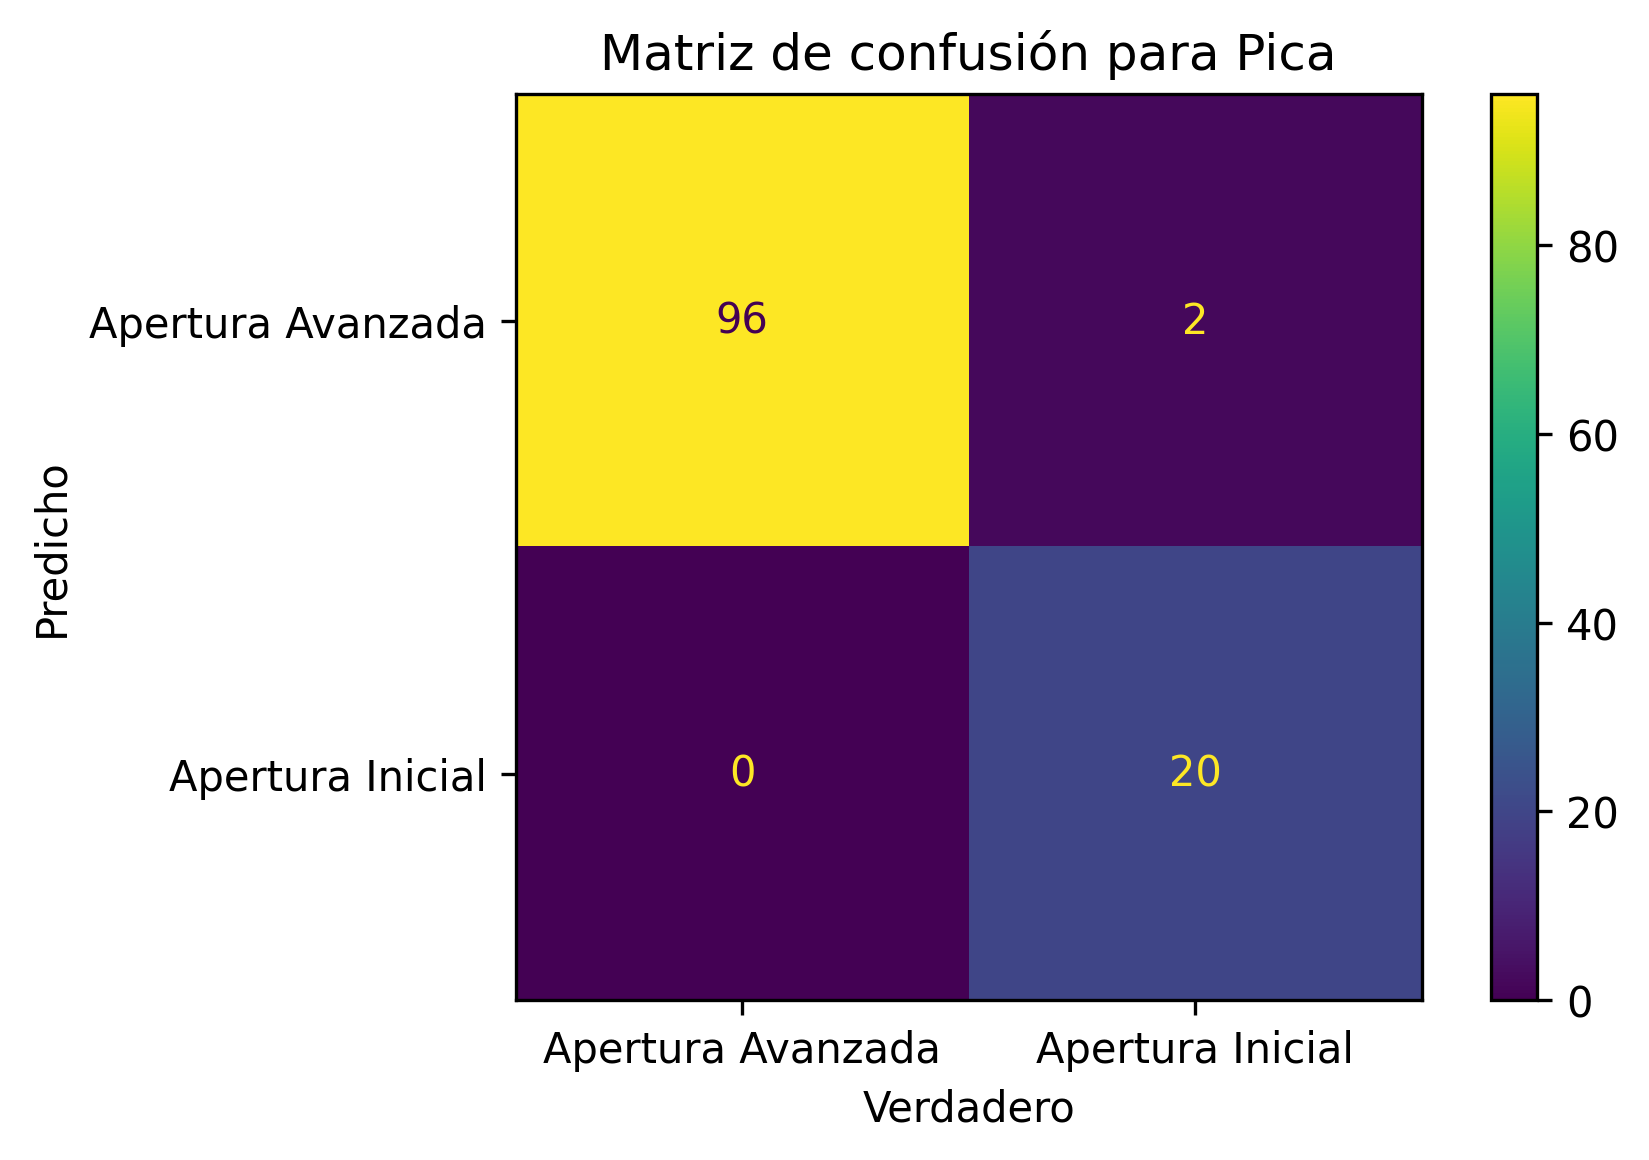 Matriz de confusión para Pica
Predicho
Apertura Avanzada
96
2
Apertura Inicial
0
20
Apertura Avanzada
Apertura Inicial
Verdadero
80
60
40
20
0